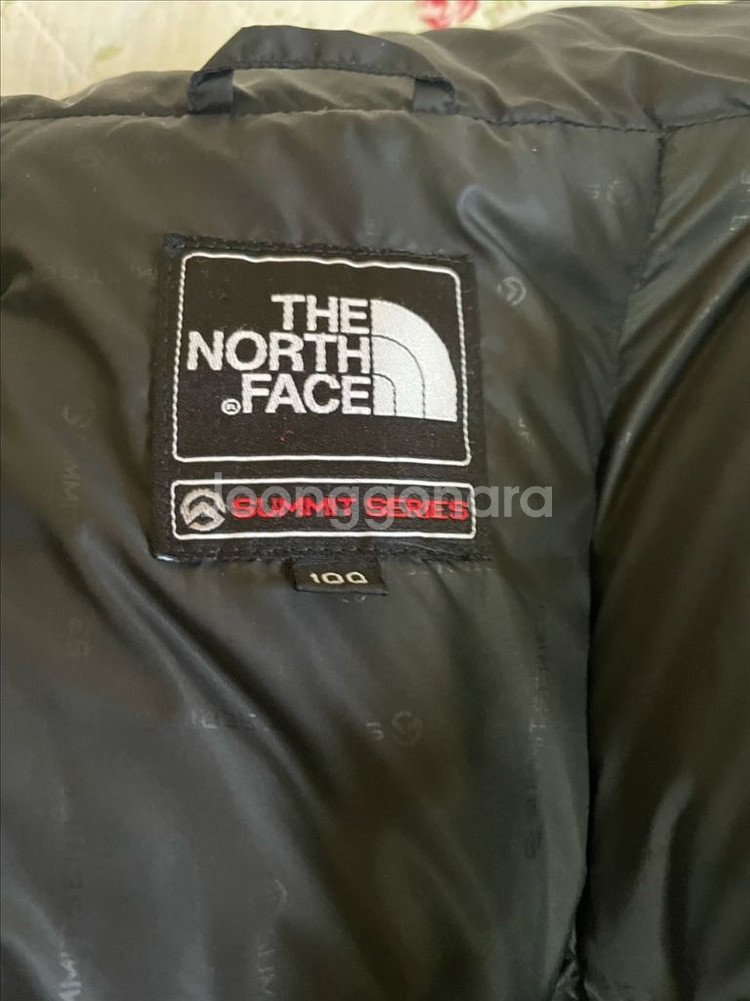 THE
NORTH
FACE
®
joonggonara
SUMMIT SERIES
100